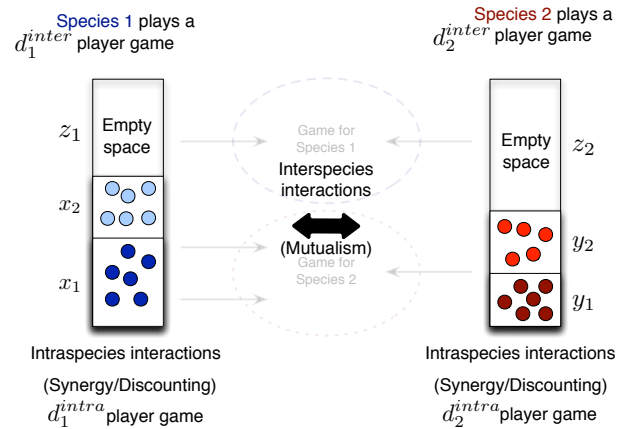 Species 1 plays a
d_1^{inter} player game
Species 2 plays a
d_2^{inter} player game
z_1
Empty
space
x_2
x_1
Game for
Species 1
Interspecies
interactions
(Mutualism)
Game for
Species 2
Empty
space
z_2
y_2
y_1
Intraspecies interactions
(Synergy/Discounting)
d_1^{intra} player game
Intraspecies interactions
(Synergy/Discounting)
d_2^{intra} player game